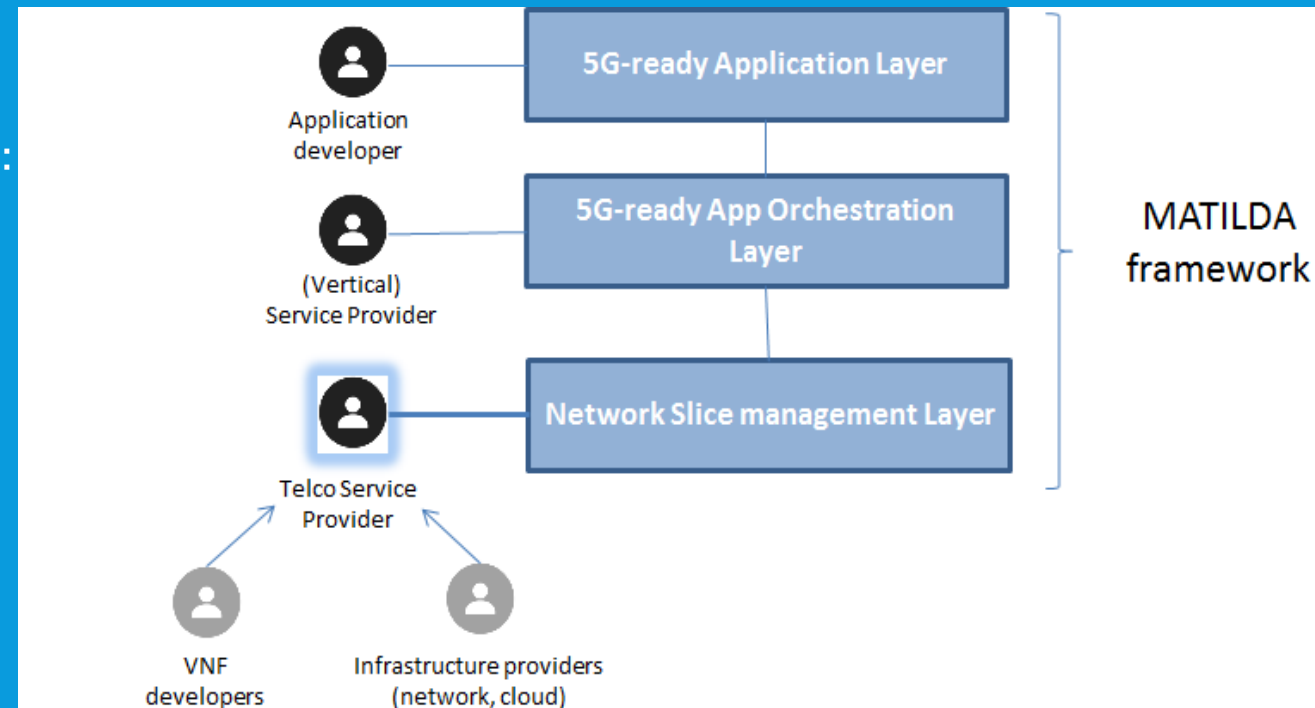 5G-ready Application Layer
Application
developer
:
5G-ready App Orchestration
Layer
(Vertical)
Service Provider
MATILDA
framework
Network Slice management Layer
Telco Service
Provider
VNF
developers
Infrastructure providers
(network, cloud)